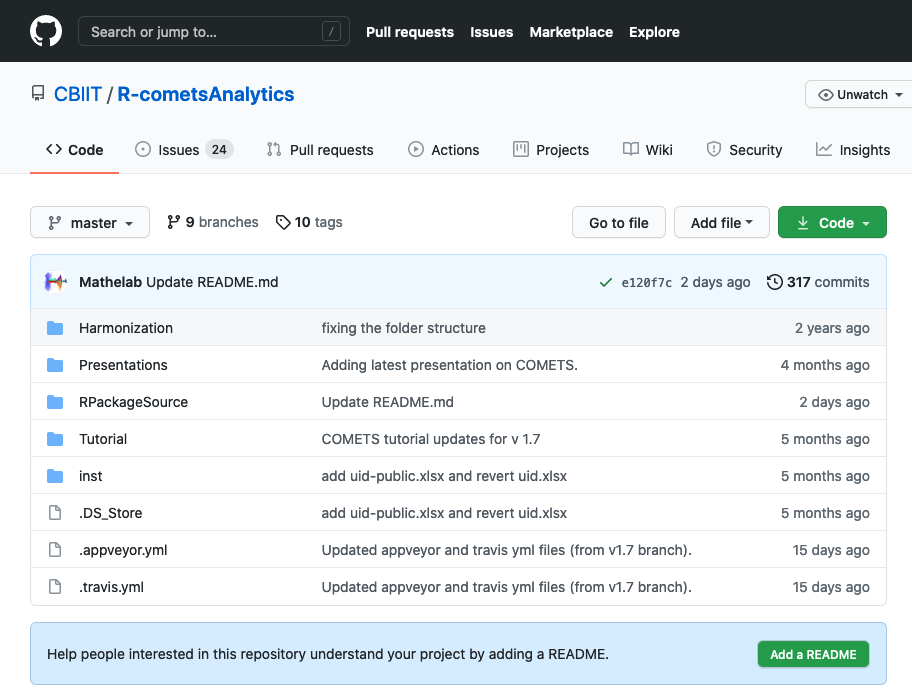 Search or jump to... / Pull requests Issues Marketplace Explore
CBIIT / R-cometsAnalytics Unwatch
Code Issues 24 Pull requests Actions Projects Wiki Security Insights
master 9 branches 10 tags Go to file Add file Code
Mathelab Update README.md e120f7c 2 days ago 317 commits
Harmonization fixing the folder structure 2 years ago
Presentations Adding latest presentation on COMETS. 4 months ago
RPackageSource Update README.md 2 days ago
Tutorial COMETS tutorial updates for v 1.7 5 months ago
inst add uid-public.xlsx and revert uid.xlsx 5 months ago
.DS_Store add uid-public.xlsx and revert uid.xlsx 5 months ago
.appveyor.yml Updated appveyor and travis yml files (from v1.7 branch). 15 days ago
.travis.yml Updated appveyor and travis yml files (from v1.7 branch). 15 days ago
Help people interested in this repository understand your project by adding a README. Add a README